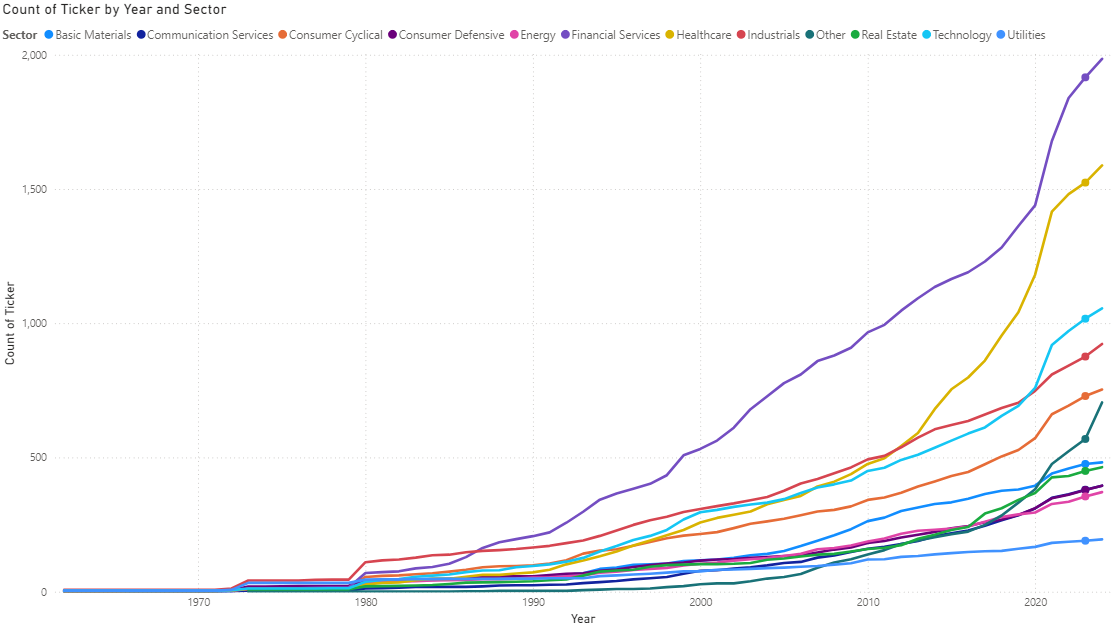 Count of Ticker by Year and Sector
Sector Basic Materials Communication Services Consumer Cyclical Consumer Defensive Energy Financial Services Healthcare Industrials Other Real Estate Technology Utilities
2,000
1,500
1,000
500
0
Count of Ticker
1970 1980 1990 2000 2010 2020
Year